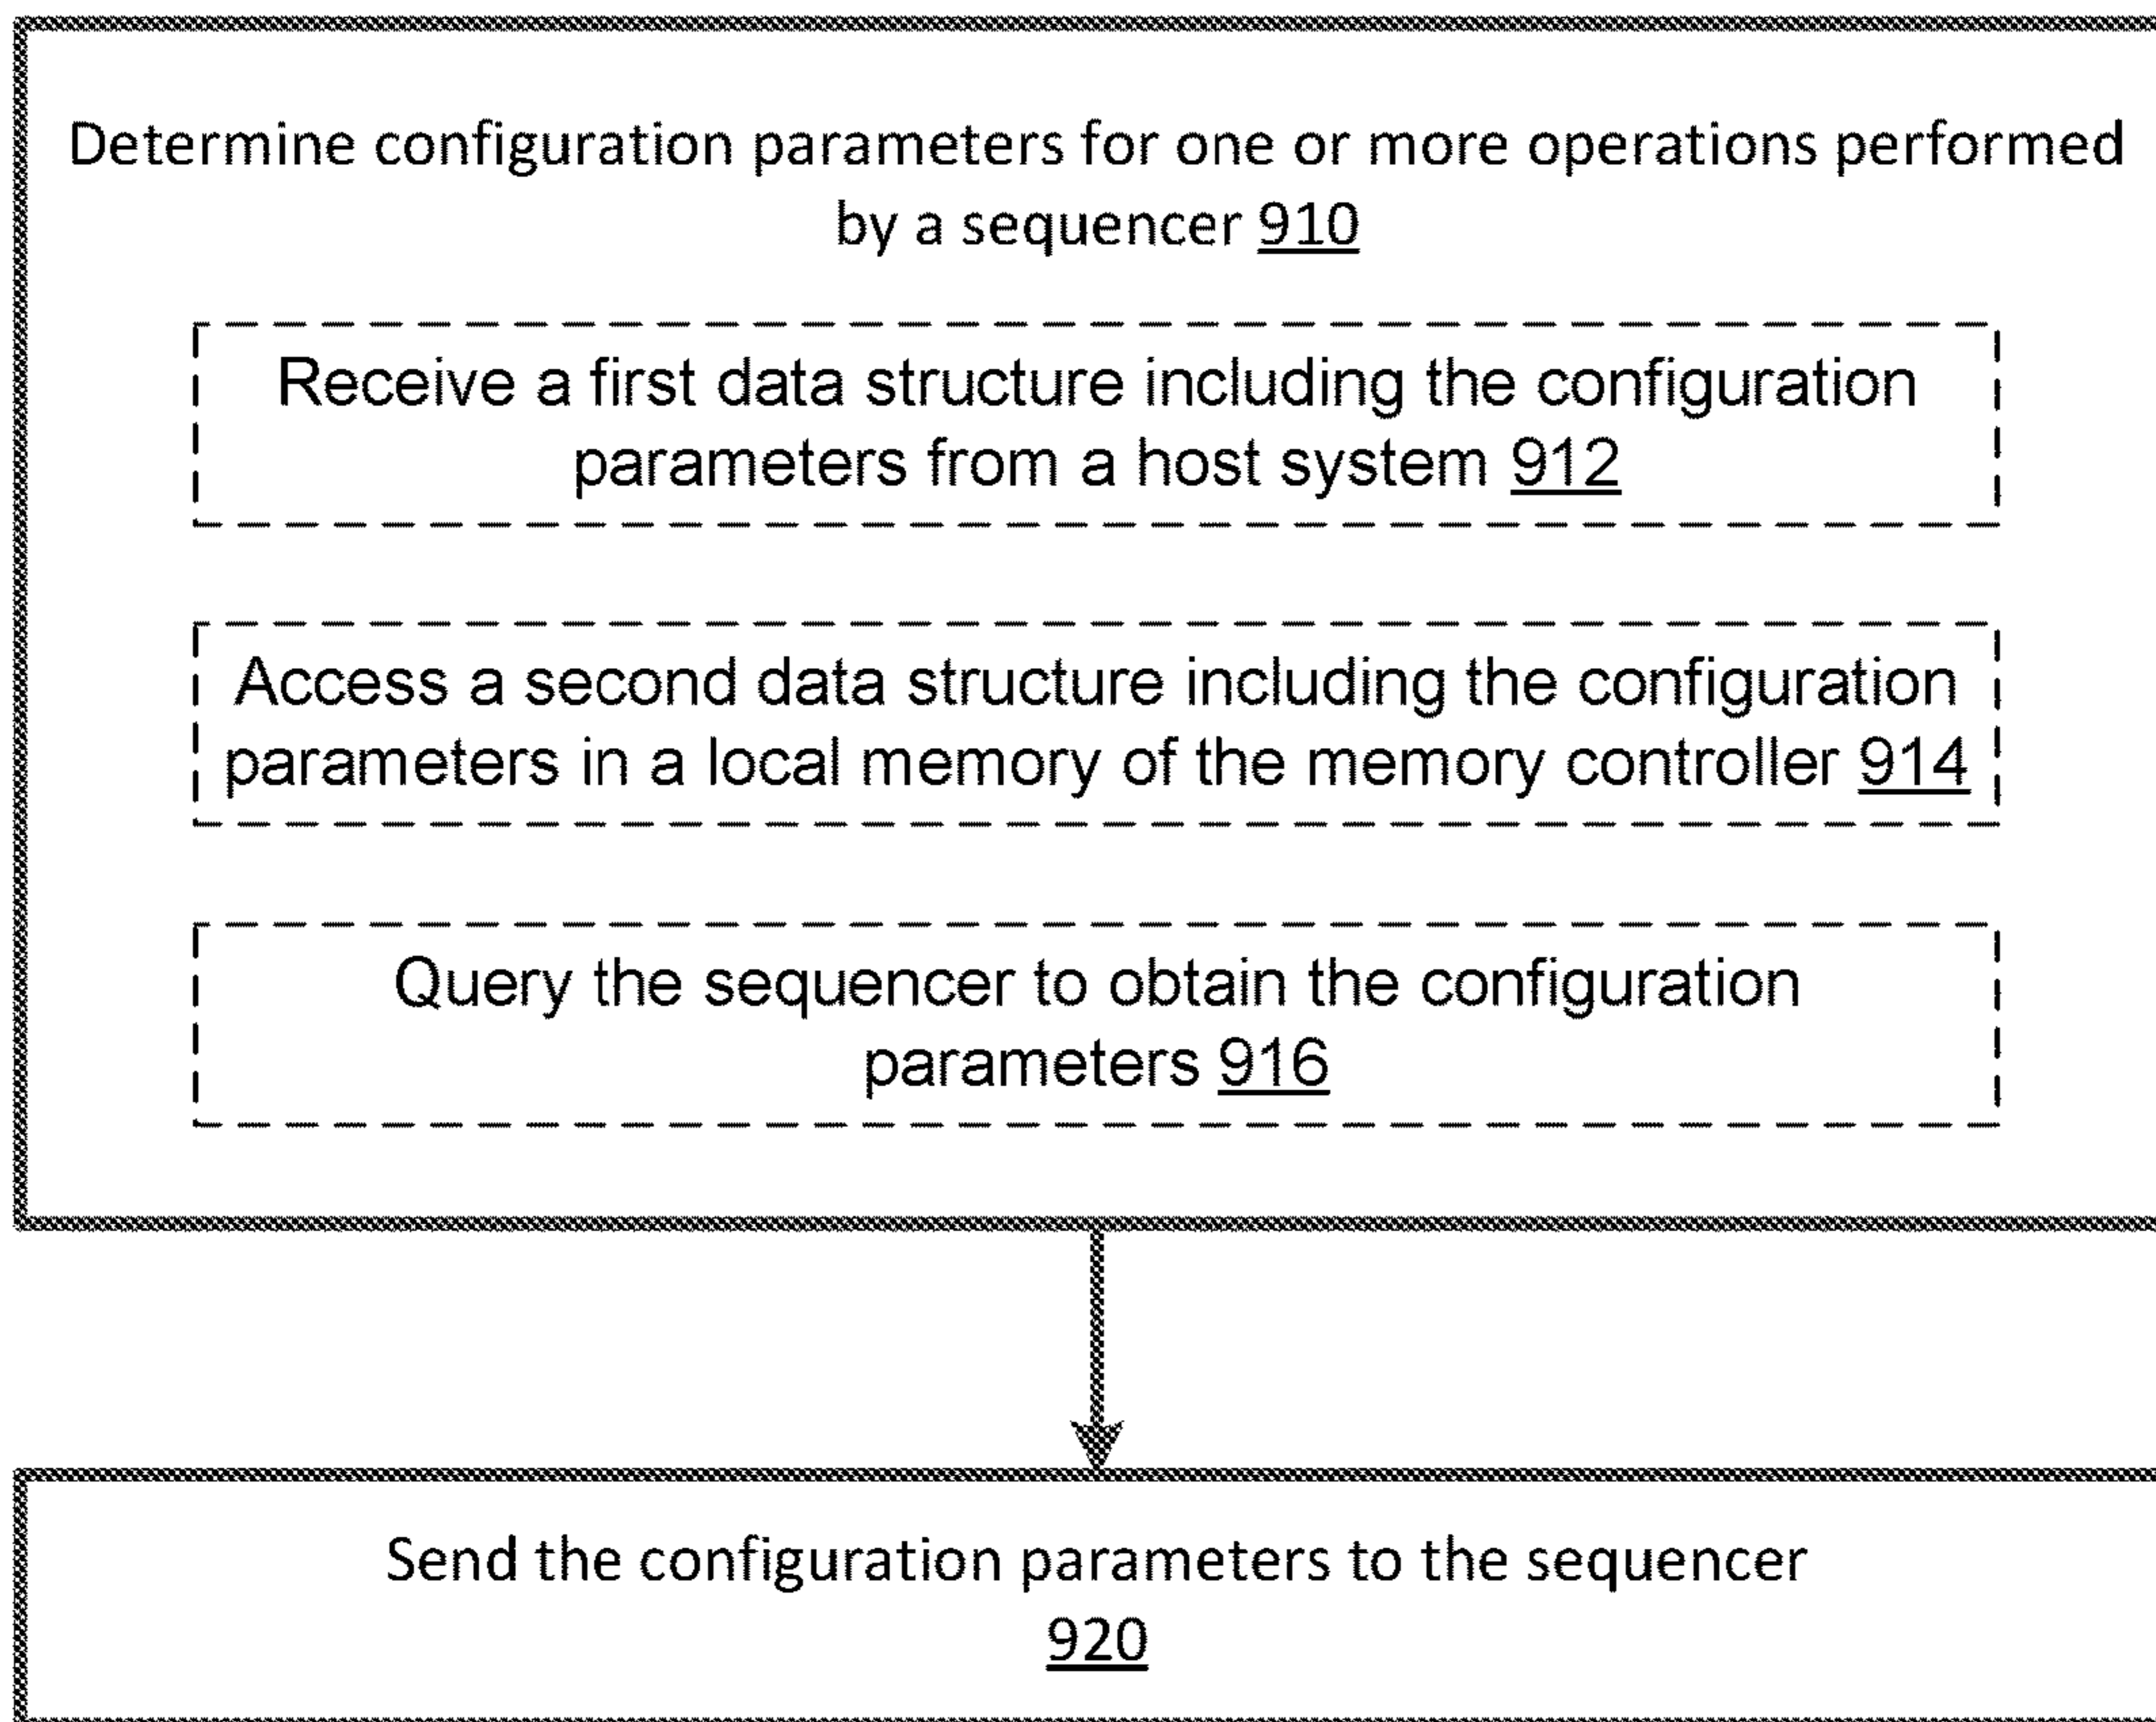 Determine configuration parameters for one or more operations performed
by a sequencer 910
Receive a first data structure including the configuration
parameters from a host system 912
Access a second data structure including the configuration
parameters in a local memory of the memory controller 914
Query the sequencer to obtain the configuration
parameters 916
Send the configuration parameters to the sequencer
920